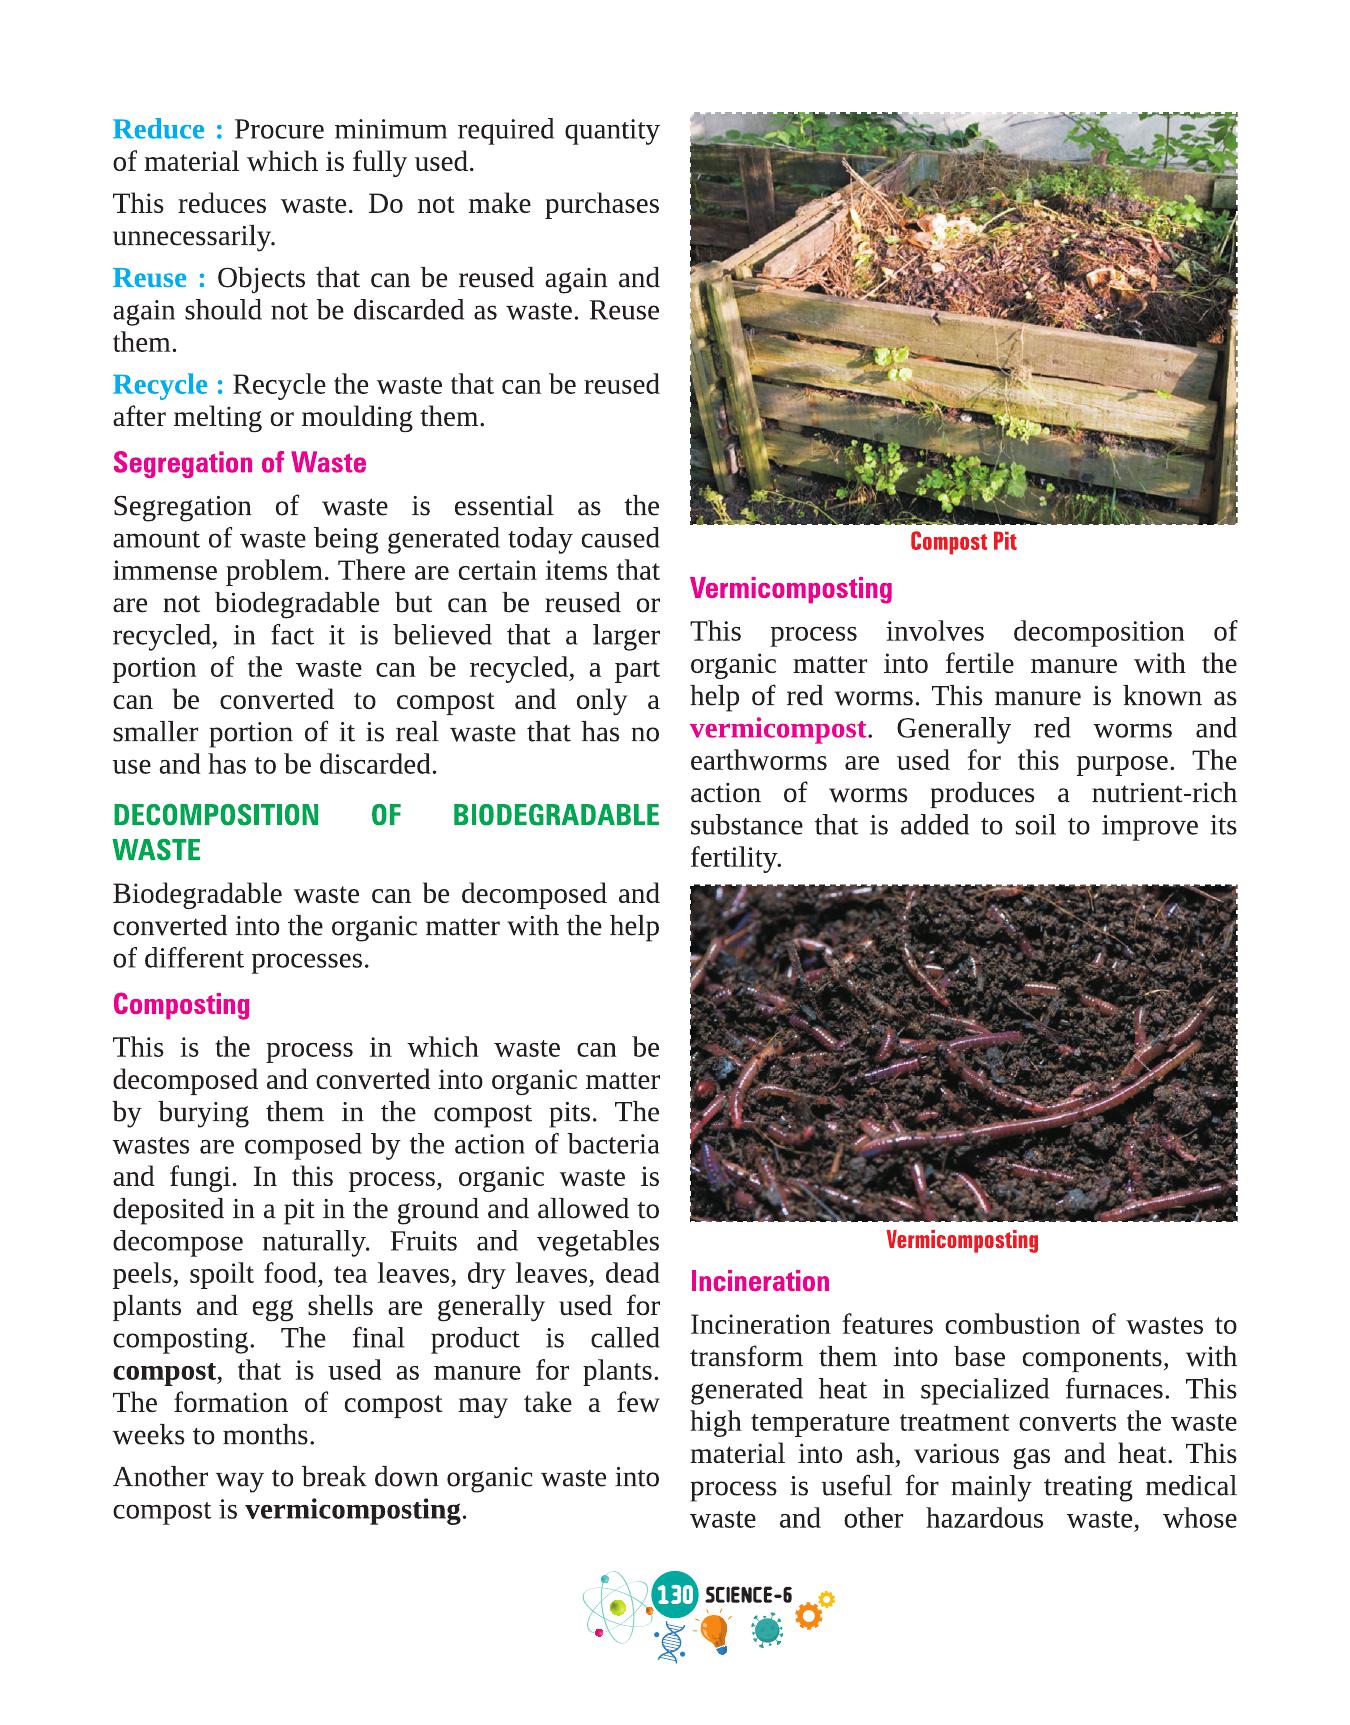 Reduce : Procure minimum required quantity
of material which is fully used.
This reduces waste. Do not make purchases
unnecessarily.
Reuse : Objects that can be reused again and
again should not be discarded as waste. Reuse
them.
Recycle : Recycle the waste that can be reused
after melting or moulding them.
Segregation of Waste
Segregation of waste is essential as the
amount of waste being generated today caused
immense problem. There are certain items that
are not biodegradable but can be reused or
recycled, in fact it is believed that a larger
portion of the waste can be recycled, a part
can be converted to compost and only a
smaller portion of it is real waste that has no
use and has to be discarded.
DECOMPOSITION OF BIODEGRADABLE
WASTE
Biodegradable waste can be decomposed and
converted into the organic matter with the help
of different processes.
Composting
This is the process in which waste can be
decomposed and converted into organic matter
by burying them in the compost pits. The
wastes are composed by the action of bacteria
and fungi. In this process, organic waste is
deposited in a pit in the ground and allowed to
decompose naturally. Fruits and vegetables
peels, spoilt food, tea leaves, dry leaves, dead
plants and egg shells are generally used for
composting. The final product is called
compost, that is used as manure for plants.
The formation of compost may take a few
weeks to months.
Another way to break down organic waste into
compost is vermicomposting.
Compost Pit
Vermicomposting
This process involves decomposition of
organic matter into fertile manure with the
help of red worms. This manure is known as
vermicompost. Generally red worms and
earthworms are used for this purpose. The
action of worms produces a nutrient-rich
substance that is added to soil to improve its
fertility.
Vermicomposting
Incineration
Incineration features combustion of wastes to
transform them into base components, with
generated heat in specialized furnaces. This
high temperature treatment converts the waste
material into ash, various gas and heat. This
process is useful for mainly treating medical
waste and other hazardous waste, whose
130 SCIENCE-6